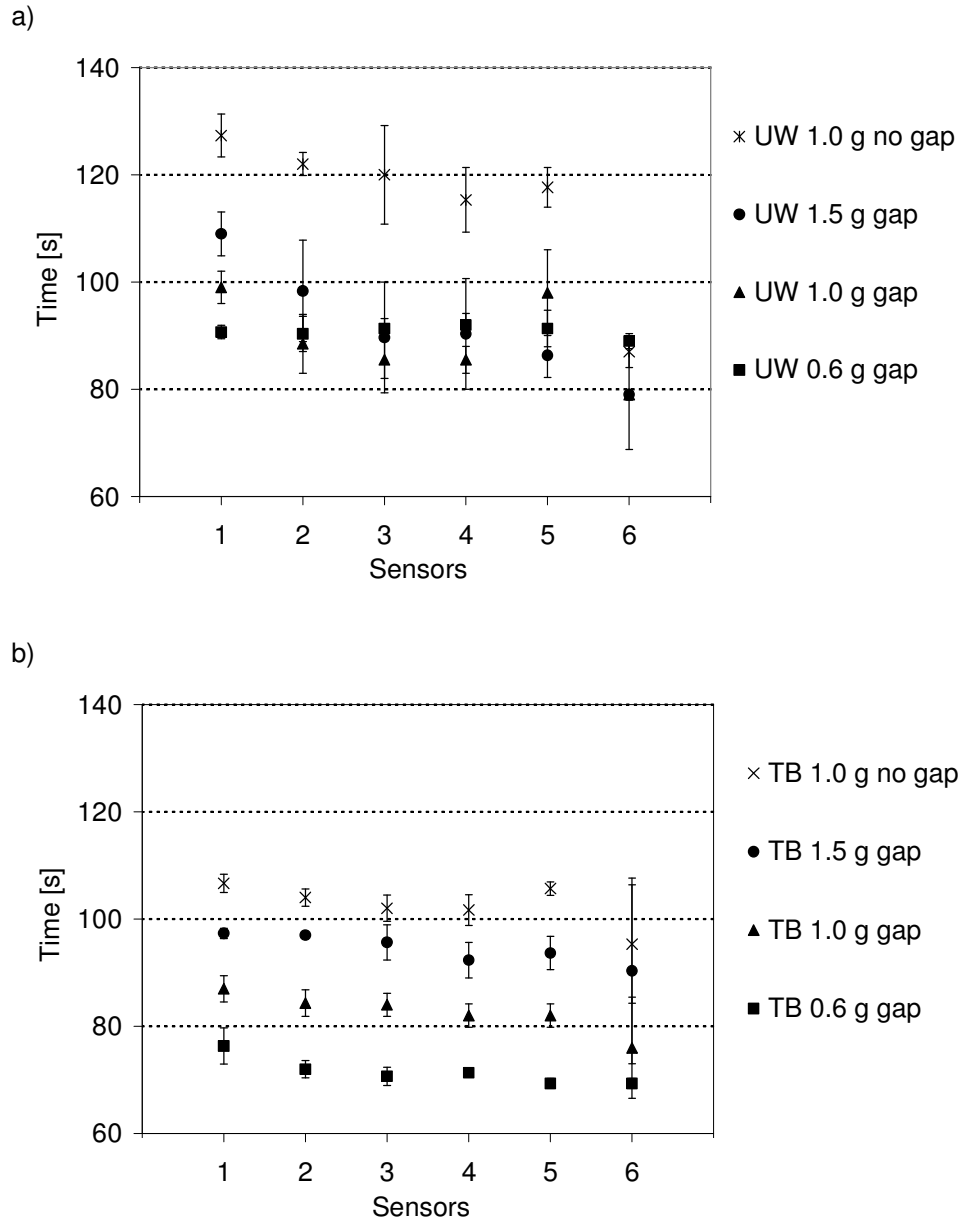 a)
140
120
100
80
60
Time [s]
1 2 3 4 5 6
Sensors
UW 1.0 g no gap
UW 1.5 g gap
UW 1.0 g gap
UW 0.6 g gap
b)
140
120
100
80
60
Time [s]
1 2 3 4 5 6
Sensors
TB 1.0 g no gap
TB 1.5 g gap
TB 1.0 g gap
TB 0.6 g gap